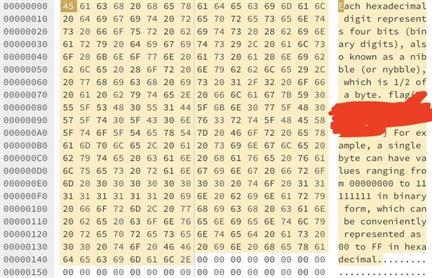 00000000 45 61 63 68 20 68 65 78 61 64 65 63 69 6D 61 6C Each hexadecimal
00000010 20 64 69 67 69 74 20 72 65 70 72 65 73 65 6E 74 digit represent
00000020 73 20 66 6F 75 72 20 62 69 74 73 20 28 62 69 6E s four bits (bin
00000030 61 72 79 20 64 69 67 69 74 73 29 2C 20 61 6C 73 ary digits), als
00000040 6F 20 6B 6E 6F 77 6E 20 61 73 20 61 20 6E 69 62 o known as a nib
00000050 62 6C 65 20 28 6F 72 20 6E 79 62 62 6C 65 29 2C ble (or nybble),
00000060 20 77 68 69 63 68 20 69 73 20 31 2F 32 20 6F 66 which is 1/2 of
00000070 20 61 20 62 79 74 65 2E 20 66 6C 61 67 7B 59 30 a byte. flag
00000080 55 5F 53 48 30 55 31 44 5F 6B 6E 30 77 5F 48 30
00000090 57 5F 74 30 5F 43 30 6E 76 33 72 74 5F 48 45 58
000000A0 5F 74 6F 5F 54 65 78 54 7D 20 46 6F 72 20 65 78 } For ex
000000B0 61 6D 70 6C 65 2C 20 61 20 73 69 6E 67 6C 65 20 ample, a single
000000C0 62 79 74 65 20 63 61 6E 20 68 61 76 65 20 76 61 byte can have va
000000D0 6C 75 65 73 20 72 61 6E 67 69 6E 67 20 66 72 6F lues ranging fro
000000E0 6D 20 30 30 30 30 30 30 30 30 20 74 6F 20 31 31 m 00000000 to 11
000000F0 31 31 31 31 31 31 20 69 6E 20 62 69 6E 61 72 79 111111 in binary
00000100 20 66 6F 72 6D 2C 20 77 68 69 63 68 20 63 61 6E form, which can
00000110 20 62 65 20 63 6F 6E 76 65 6E 69 65 6E 74 6C 79 be conveniently
00000120 20 72 65 70 72 65 73 65 6E 74 65 64 20 61 73 20 represented as
00000130 30 30 20 74 6F 20 46 46 20 69 6E 20 68 65 78 61 00 to FF in hexa
00000140 64 65 63 69 6D 61 6C 2E 00 00 00 00 00 00 00 00 decimal.........
00000150 00 00 00 00 00 00 00 00 00 00 00 00 00 00 00 00 ................